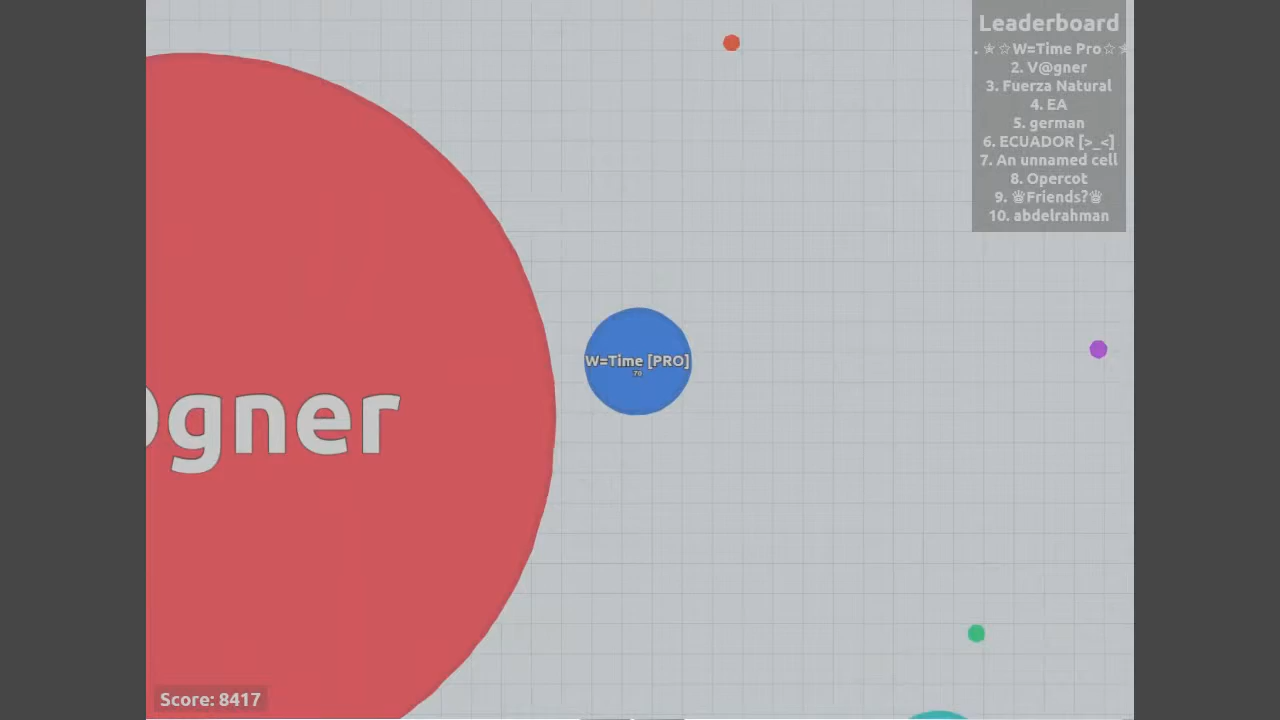 Leaderboard
. ★☆W=Time Pro☆★
2. V@gner
3. Fuerza Natural
4. EA
5. german
6. ECUADOR [>_<]
7. An unnamed cell
8. Opercot
9. ♕Friends?♕
10. abdelrahman
W=Time [PRO]
76
@gner
Score: 8417